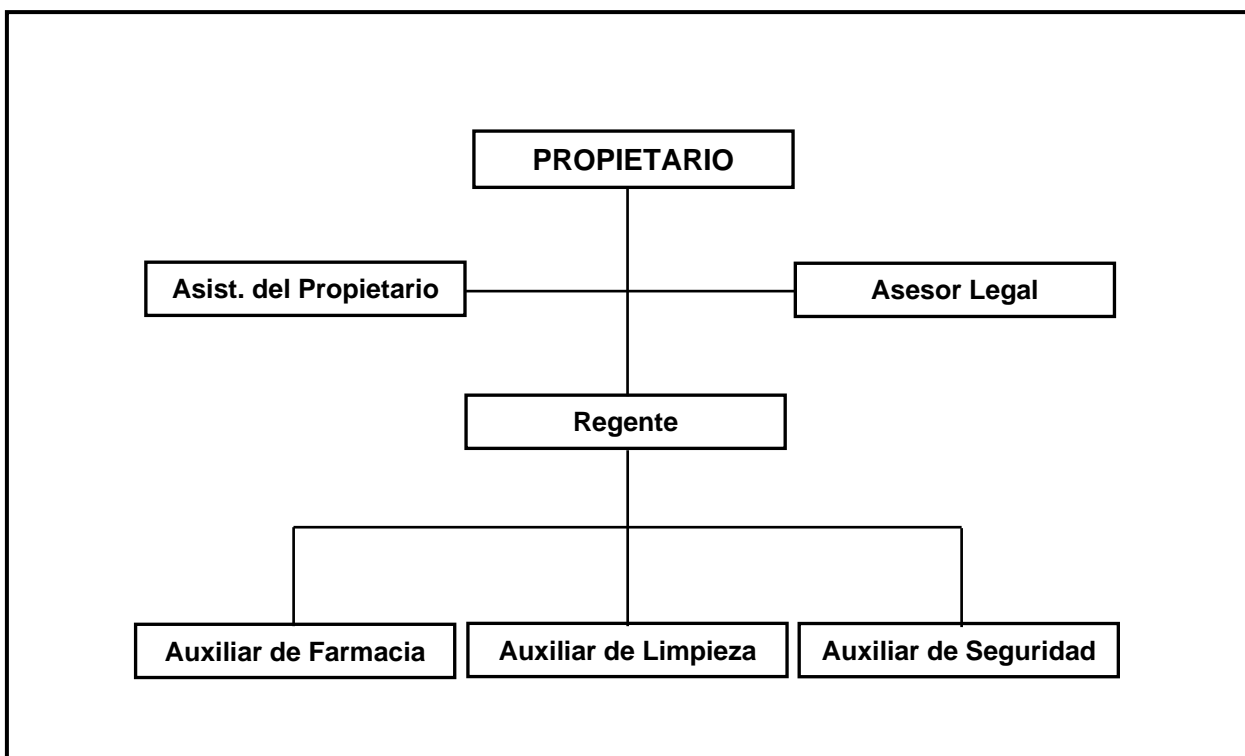 PROPIETARIO
Asist. del Propietario
Asesor Legal
Regente
Auxiliar de Farmacia
Auxiliar de Limpieza
Auxiliar de Seguridad